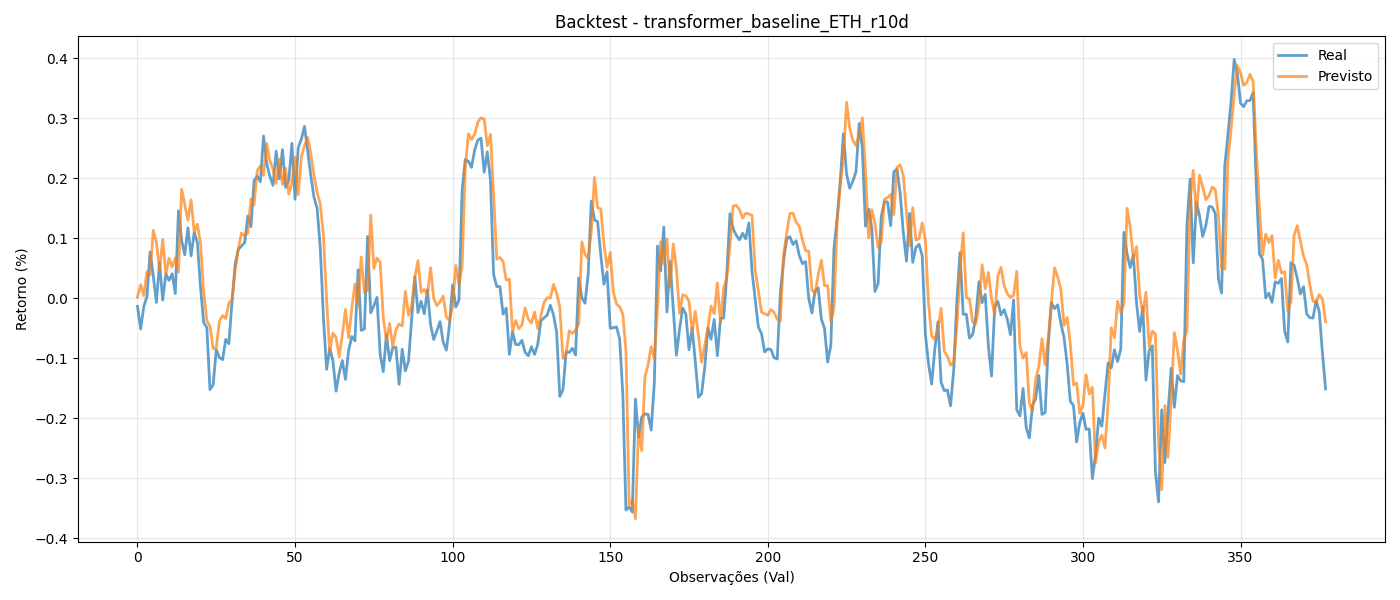 Backtest - transformer_baseline_ETH_r10d
Real
Previsto
Retorno (%)
0.4
0.3
0.2
0.1
0.0
−0.1
−0.2
−0.3
−0.4
0 50 100 150 200 250 300 350
Observações (Val)